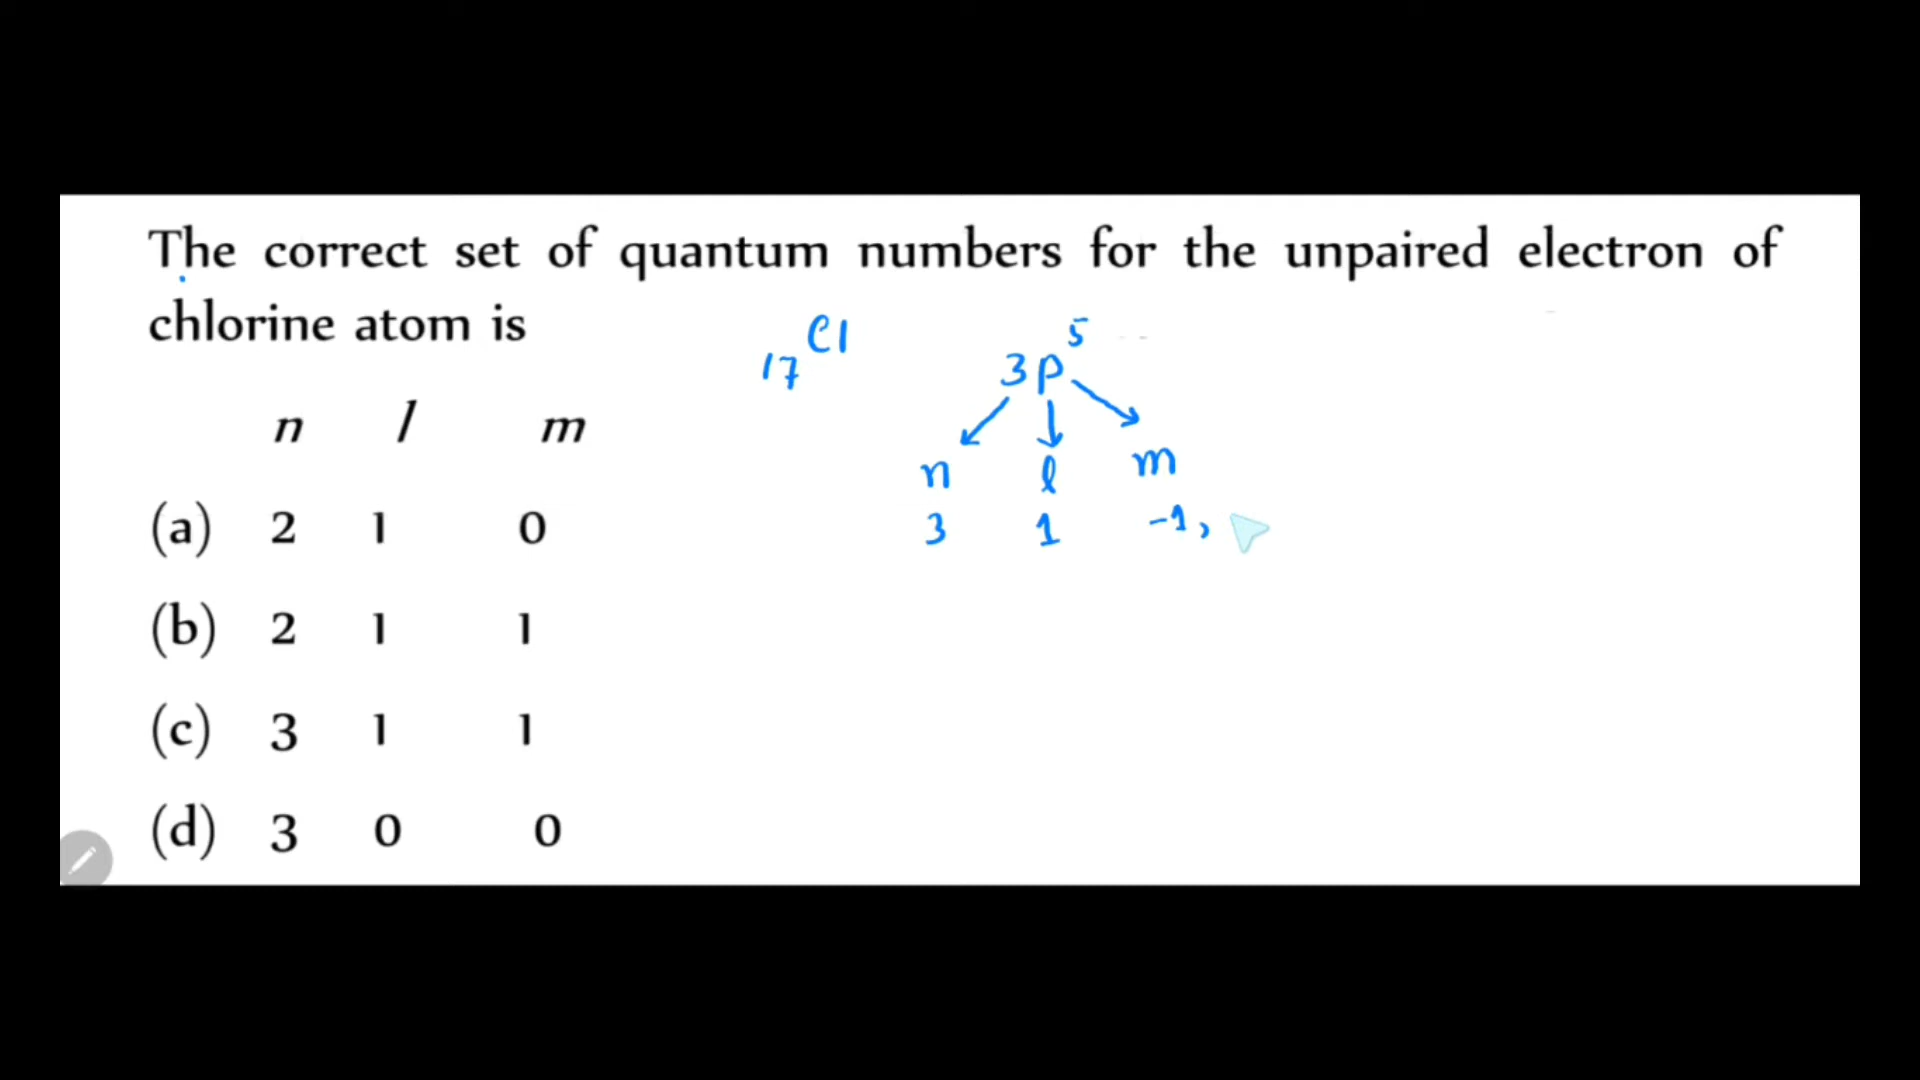 The correct set of quantum numbers for the unpaired electron of
chlorine atom is
17Cl 3p5
n l m
n l m
3 1 -1,
(a) 2 1 0
(b) 2 1 1
(c) 3 1 1
(d) 3 0 0